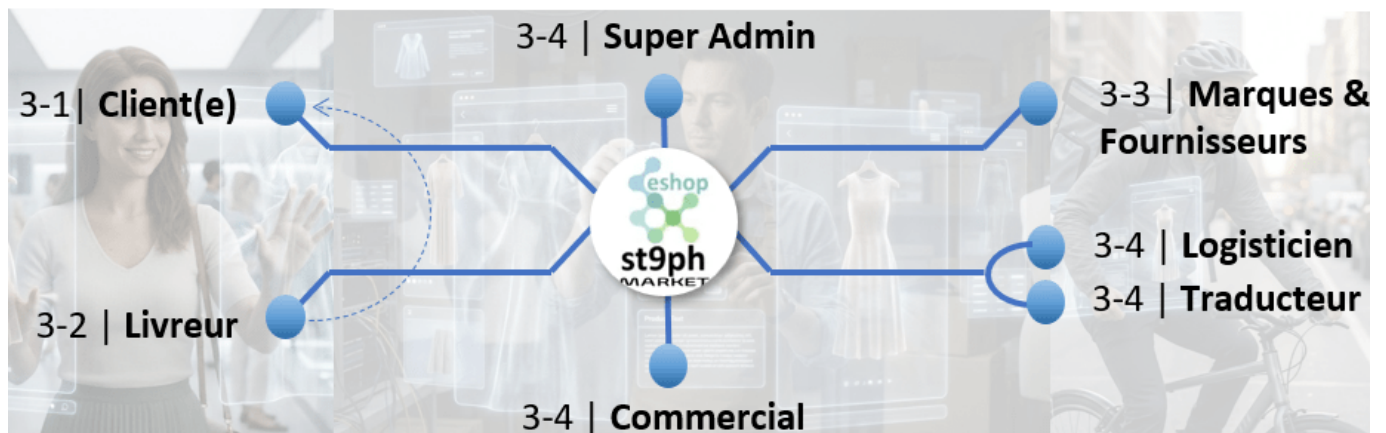 3-4 | Super Admin
3-1| Client(e)
3-3 | Marques &
Fournisseurs
eshop
st9ph
MARKET
3-4 | Logisticien
3-4 | Traducteur
3-2 | Livreur
3-4 | Commercial